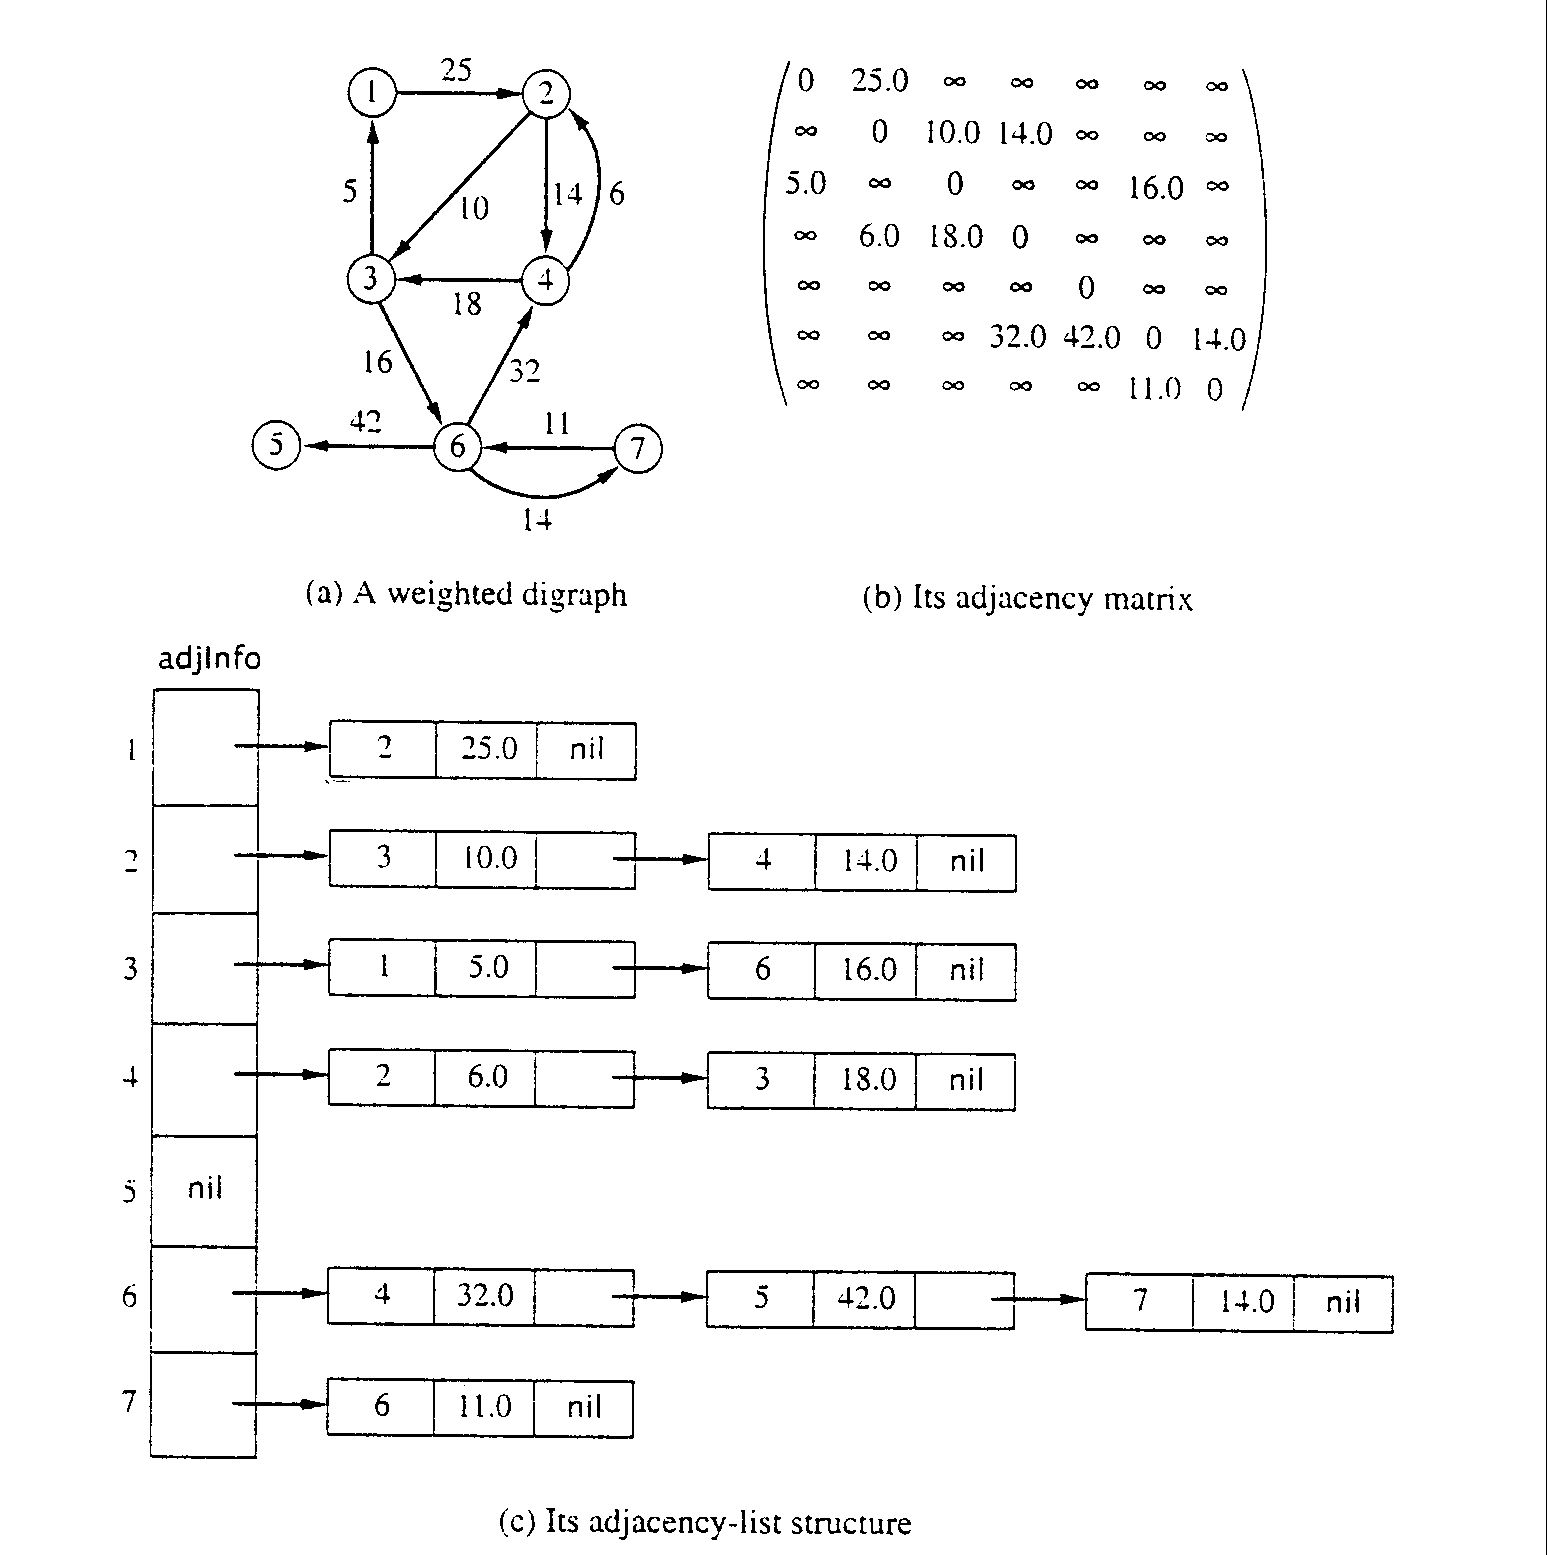 25
1
2
5
10
14
6
3
4
18
16
32
42
11
5
6
7
14
0 25.0 ∞ ∞ ∞ ∞ ∞
∞ 0 10.0 14.0 ∞ ∞ ∞
5.0 ∞ 0 ∞ ∞ 16.0 ∞
∞ 6.0 18.0 0 ∞ ∞ ∞
∞ ∞ ∞ ∞ 0 ∞ ∞
∞ ∞ ∞ 32.0 42.0 0 14.0
∞ ∞ ∞ ∞ ∞ 11.0 0
(a) A weighted digraph
(b) Its adjacency matrix
adjInfo
1 2 25.0 nil
2 3 10.0 4 14.0 nil
3 1 5.0 6 16.0 nil
4 2 6.0 3 18.0 nil
5 nil
6 4 32.0 5 42.0 7 14.0 nil
7 6 11.0 nil
(c) Its adjacency-list structure